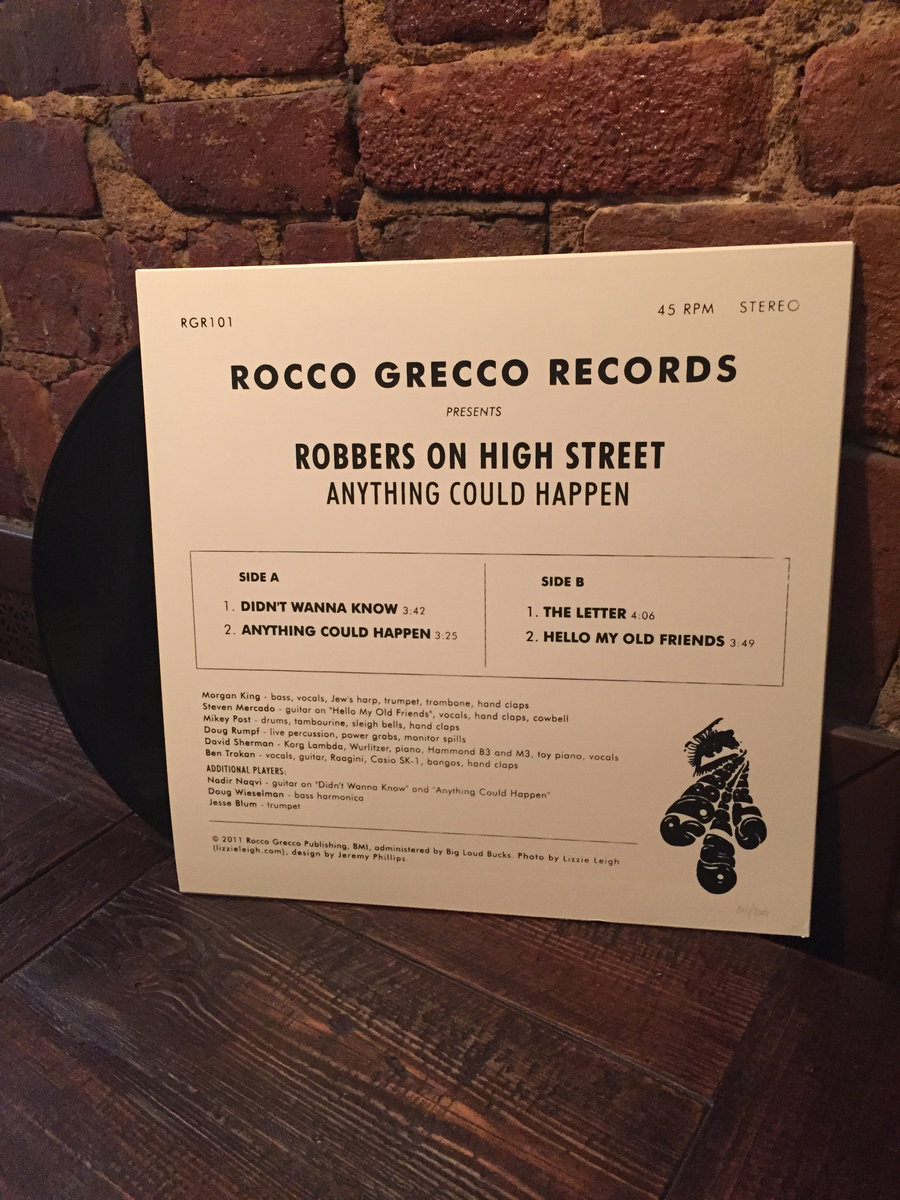 RGR101
45 RPM STEREO
ROCCO GRECCO RECORDS
PRESENTS
ROBBERS ON HIGH STREET
ANYTHING COULD HAPPEN
SIDE A
1. DIDN'T WANNA KNOW 3:42
2. ANYTHING COULD HAPPEN 3:25
SIDE B
1. THE LETTER 4:06
2. HELLO MY OLD FRIENDS 3:49
Morgan King - bass, vocals, Jew's harp, trumpet, trombone, hand claps
Steven Mercado - guitar on "Hello My Old Friends", vocals, hand claps, cowbell
Mikey Post - drums, tambourine, sleigh bells, hand claps
Doug Rumpf - live percussion, power grabs, monitor spills
David Sherman - Korg Lambda, Wurlitzer, piano, Hammond B3 and M3, toy piano, vocals
Ben Trokan - vocals, guitar, Raagini, Casio SK-1, bongos, hand claps
ADDITIONAL PLAYERS:
Nadir Naqvi - guitar on "Didn't Wanna Know" and "Anything Could Happen"
Doug Wieselman - bass harmonica
Jesse Blum - trumpet
© 2011 Rocco Grecco Publishing, BMI, administered by Big Loud Bucks. Photo by Lizzie Leigh
(lizzieleigh.com), design by Jeremy Phillips.